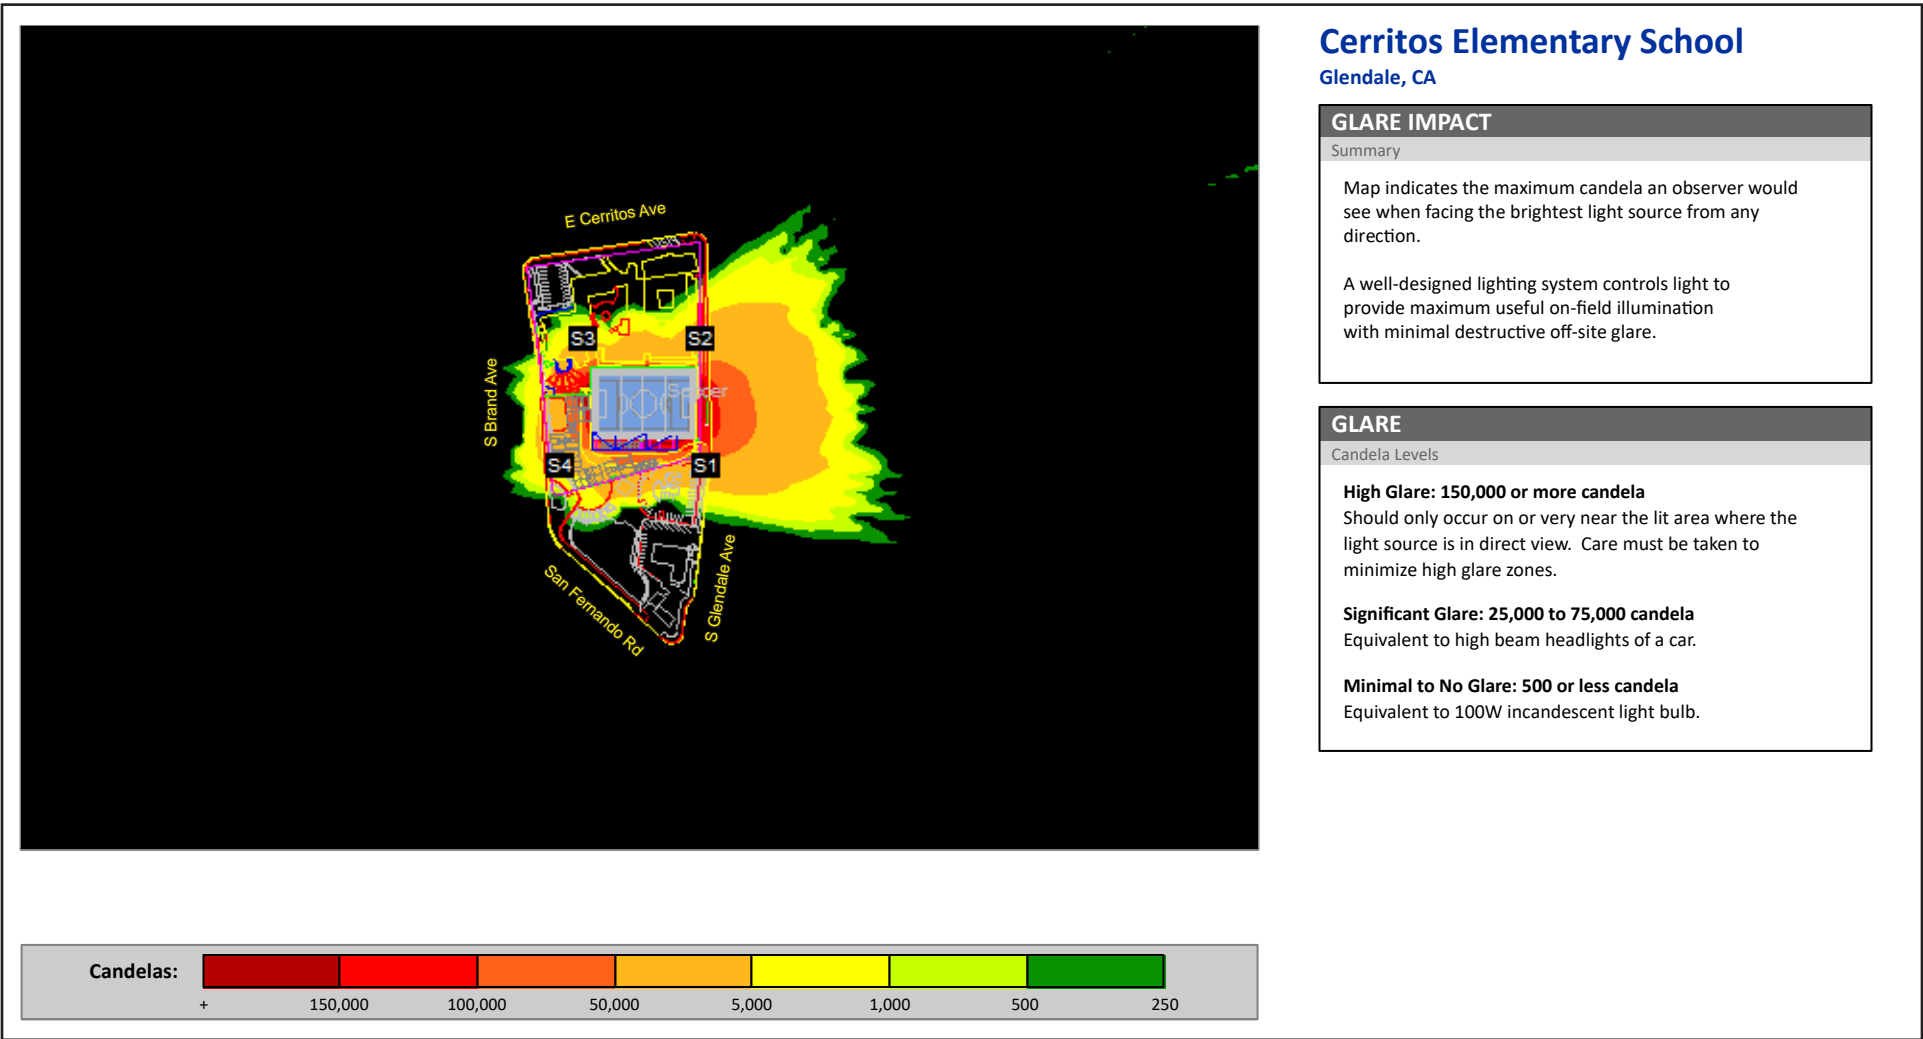 Cerritos Elementary School
Glendale, CA
GLARE IMPACT
Summary
Map indicates the maximum candela an observer would
see when facing the brightest light source from any
direction.
A well-designed lighting system controls light to
provide maximum useful on-field illumination
with minimal destructive off-site glare.
GLARE
Candela Levels
High Glare: 150,000 or more candela
Should only occur on or very near the lit area where the
light source is in direct view. Care must be taken to
minimize high glare zones.
Significant Glare: 25,000 to 75,000 candela
Equivalent to high beam headlights of a car.
Minimal to No Glare: 500 or less candela
Equivalent to 100W incandescent light bulb.
E Cerritos Ave
S3
S2
S Brand Ave
Soccer
S4
S1
San Fernando Rd
S Glendale Ave
Candelas:
+ 150,000 100,000 50,000 5,000 1,000 500 250